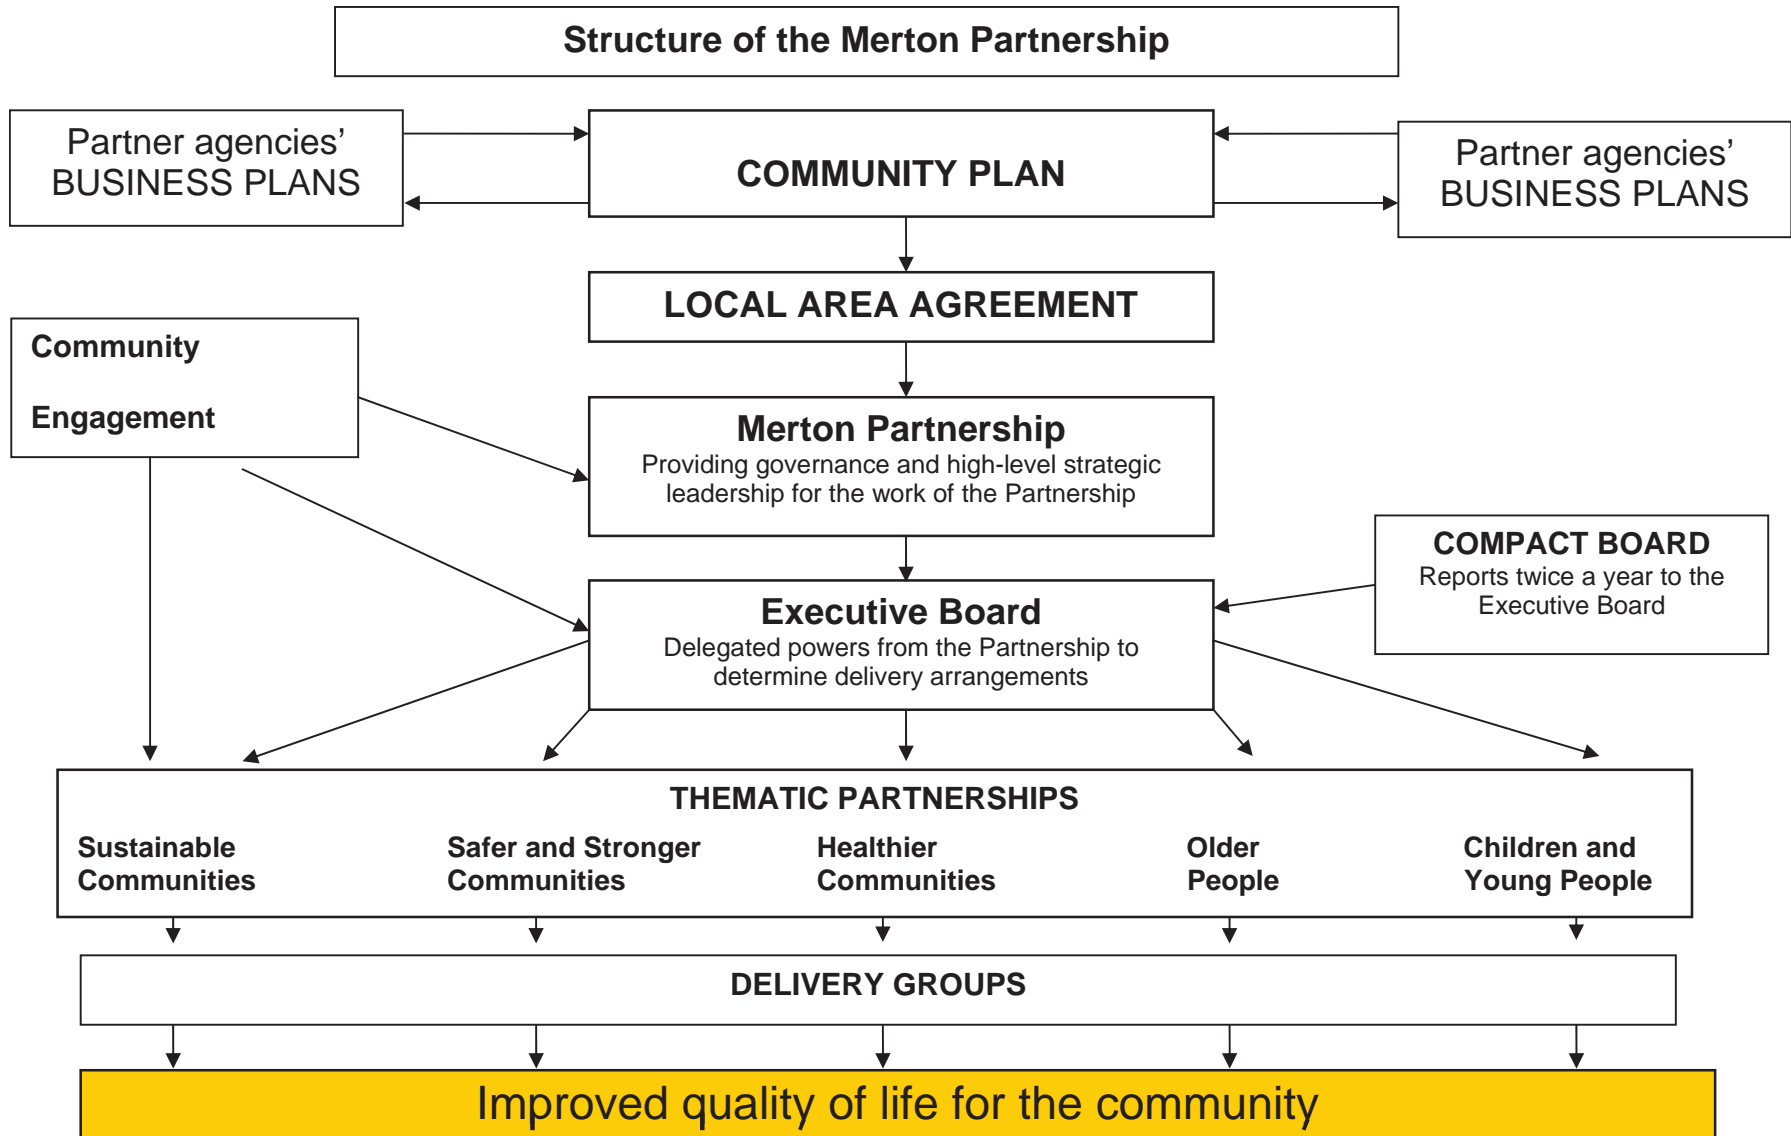 Structure of the Merton Partnership
Partner agencies’
BUSINESS PLANS
COMMUNITY PLAN
Partner agencies’
BUSINESS PLANS
LOCAL AREA AGREEMENT
Community
Engagement
Merton Partnership
Providing governance and high-level strategic
leadership for the work of the Partnership
COMPACT BOARD
Reports twice a year to the
Executive Board
Executive Board
Delegated powers from the Partnership to
determine delivery arrangements
THEMATIC PARTNERSHIPS
Sustainable
Communities
Safer and Stronger
Communities
Healthier
Communities
Older
People
Children and
Young People
DELIVERY GROUPS
Improved quality of life for the community